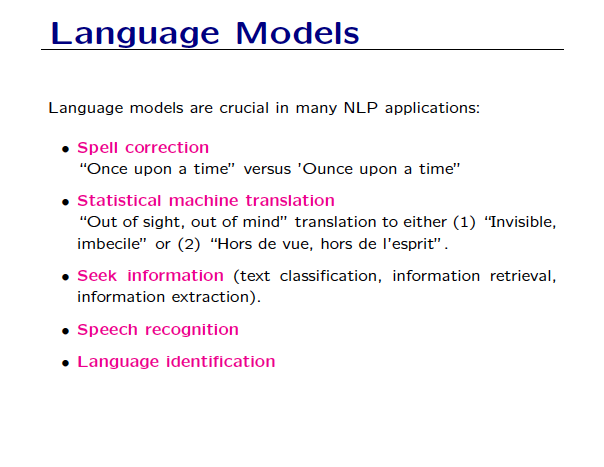 Language Models
Language models are crucial in many NLP applications:
• Spell correction
“Once upon a time” versus ’Ounce upon a time”
• Statistical machine translation
“Out of sight, out of mind” translation to either (1) “Invisible,
imbecile” or (2) “Hors de vue, hors de l’esprit”.
• Seek information (text classification, information retrieval,
information extraction).
• Speech recognition
• Language identification